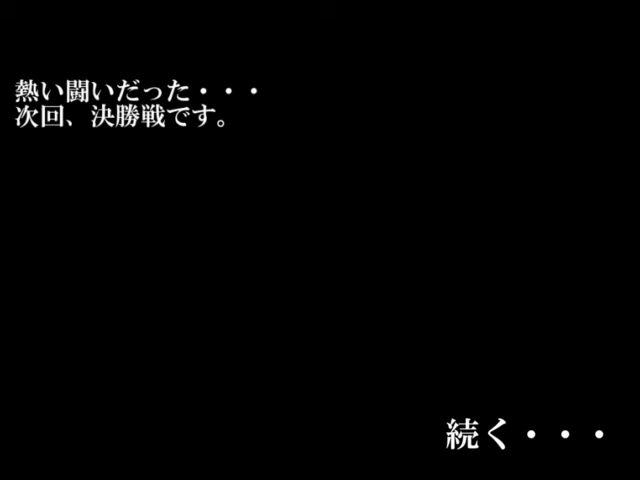 熱い闘いだった・・・
次回、決勝戦です。
続く・・・